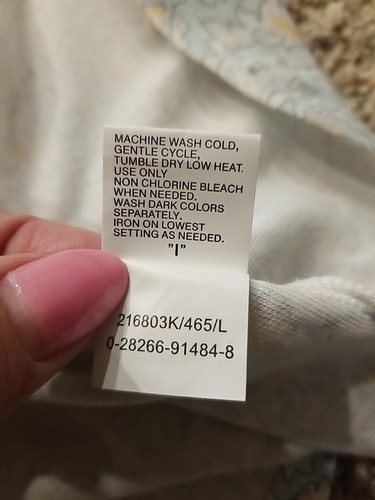 MACHINE WASH COLD,
GENTLE CYCLE,
TUMBLE DRY LOW HEAT.
USE ONLY
NON CHLORINE BLEACH
WHEN NEEDED.
WASH DARK COLORS
SEPARATELY.
IRON ON LOWEST
SETTING AS NEEDED.
"I"
216803K/465/L
0-28266-91484-8